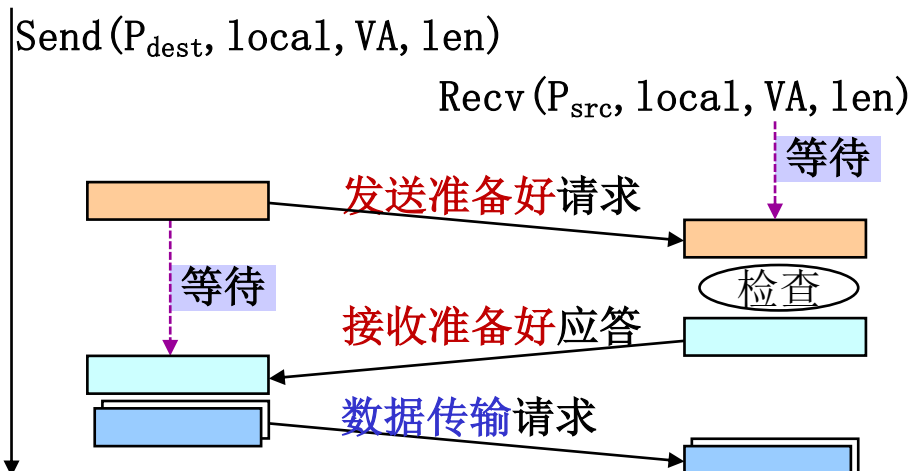 Send(Pdest, local, VA, len)
Recv(Psrc, local, VA, len)
等待
发送准备好请求
检查
等待
接收准备好应答
数据传输请求